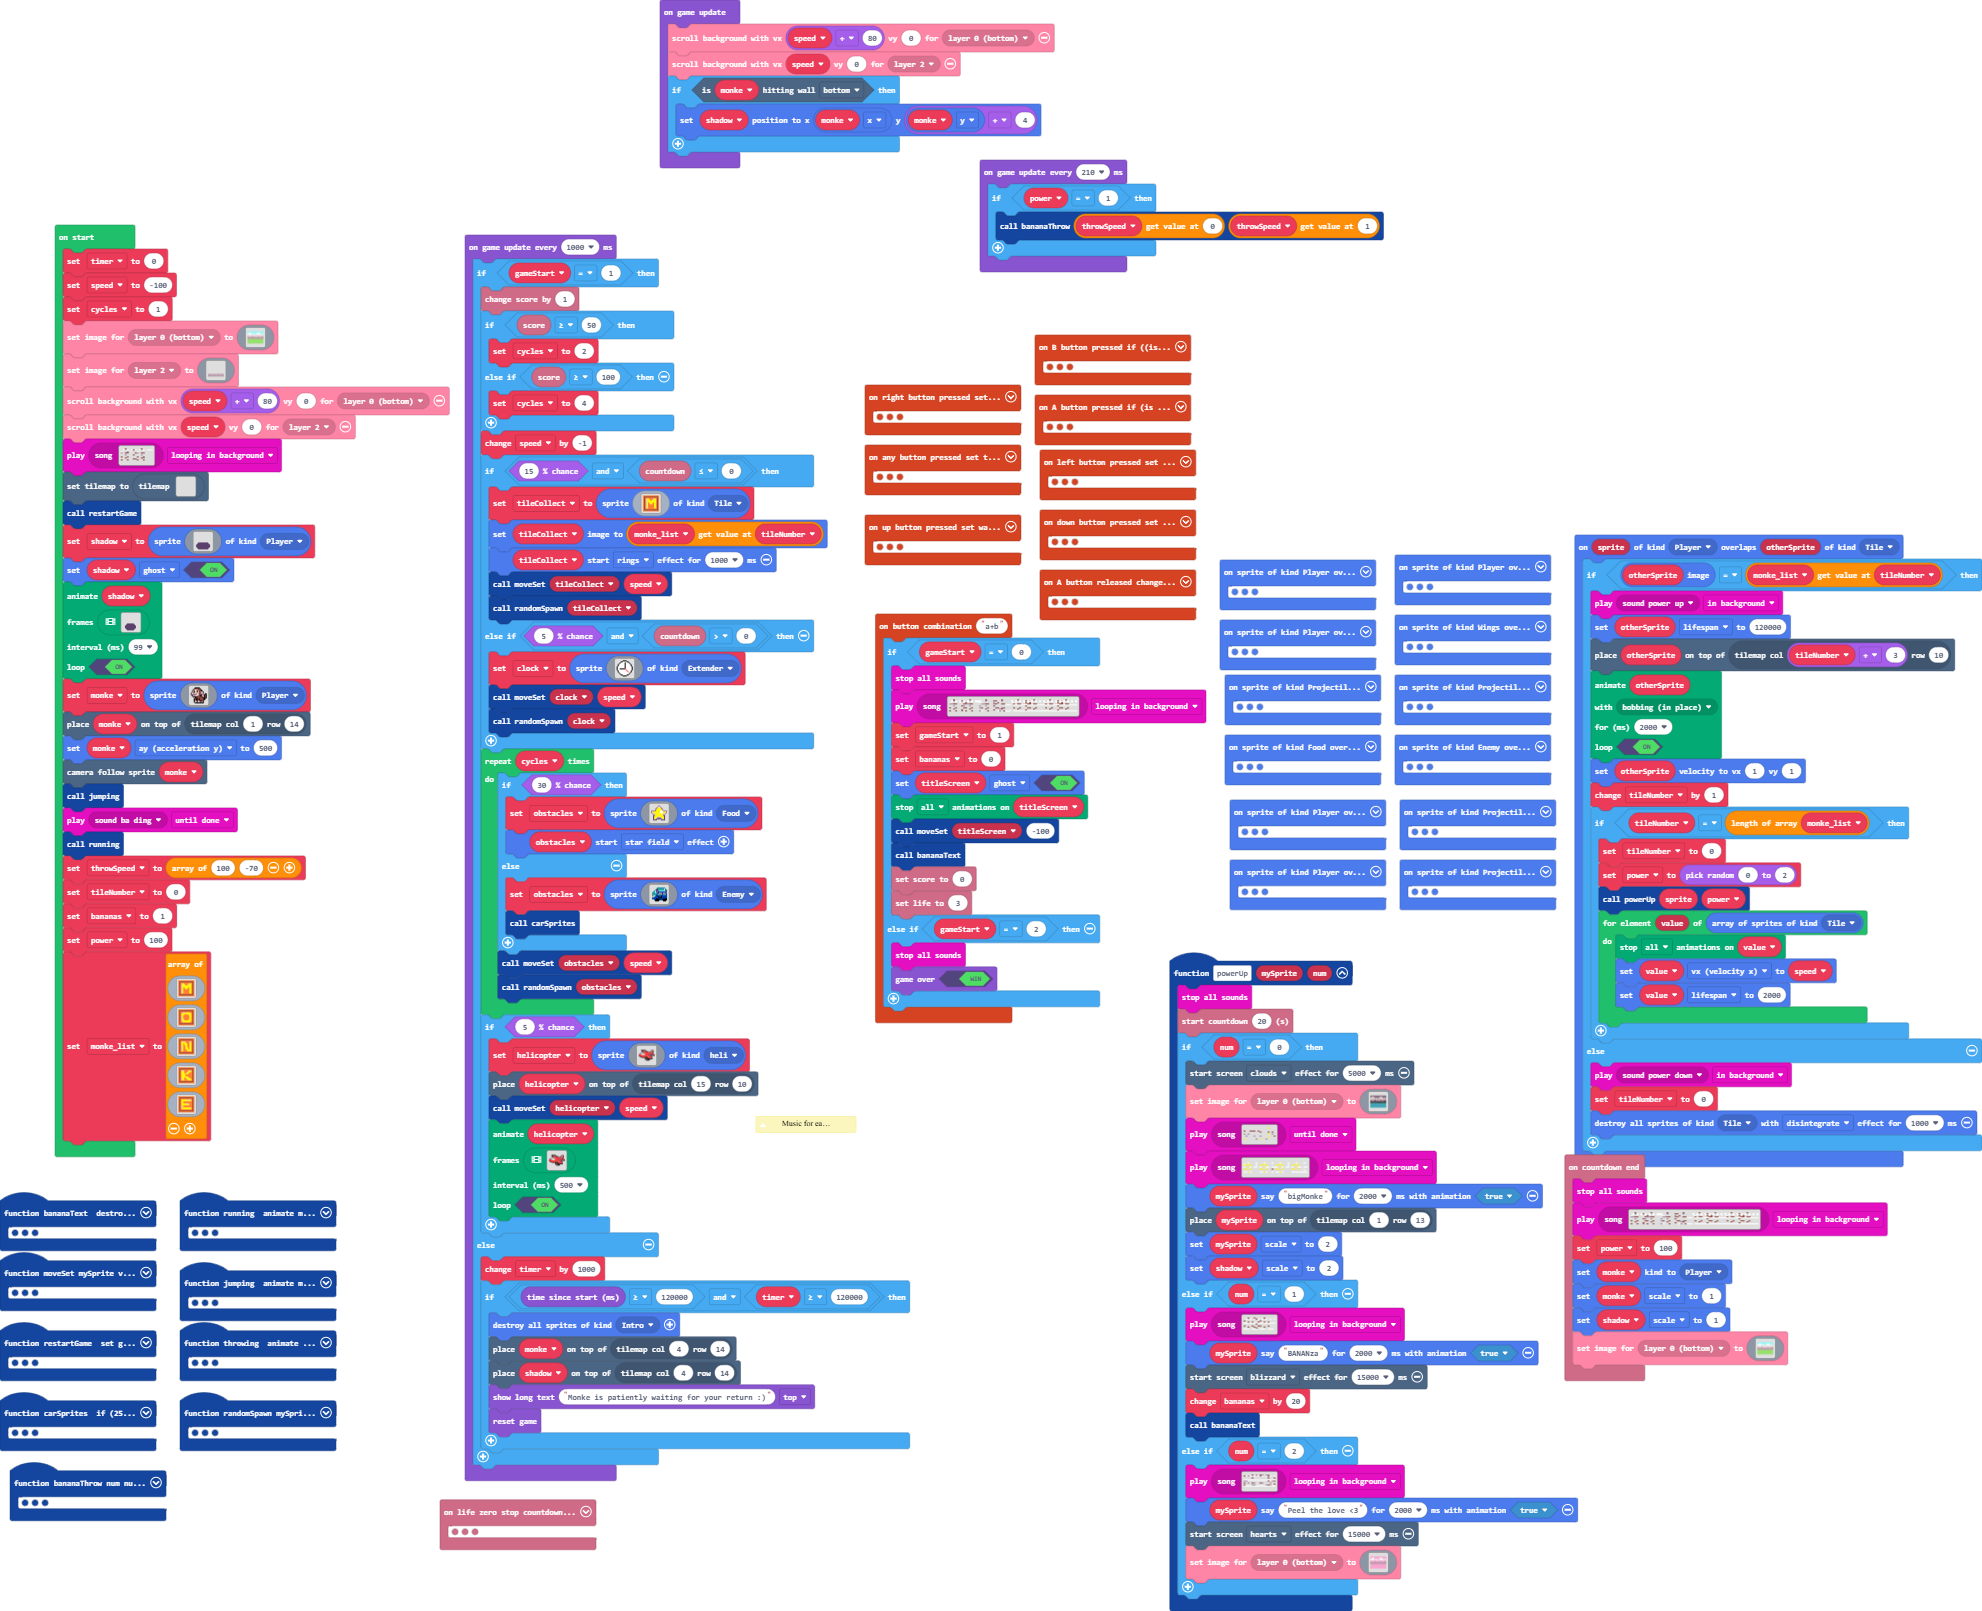 on game update
scroll background with vx speed + 80 vy 0 for layer 0 (bottom)
scroll background with vx speed vy 0 for layer 2
if is monke hitting wall bottom then
set shadow position to x monke x y monke y + 4
on game update every 210 ms
if power = 1 then
call bananaThrow throwSpeed get value at 0 throwSpeed get value at 1
on start
set timer to 0
set speed to -100
set cycles to 1
set image for layer 0 (bottom) to
set image for layer 2 to
scroll background with vx speed + 80 vy 0 for layer 0 (bottom)
scroll background with vx speed vy 0 for layer 2
play song looping in background
set tilemap to tilemap
call restartGame
set shadow to sprite of kind Player
set shadow ghost ON
animate shadow
frames
interval (ms) 99
loop ON
set monke to sprite of kind Player
place monke on top of tilemap col 1 row 14
set monke ay (acceleration y) to 500
camera follow sprite monke
call jumping
play sound ba ding until done
call running
set throwSpeed to array of 100 -70
set tileNumber to 0
set bananas to 1
set power to 100
array of
M
O
N
set monke_list to
K
E
on game update every 1000 ms
if gameStart = 1 then
change score by 1
if score ≥ 50 then
set cycles to 2
else if score ≥ 100 then
set cycles to 4
change speed by -1
if 15 % chance and countdown ≤ 0 then
set tileCollect to sprite M of kind Tile
set tileCollect image to monke_list get value at tileNumber
tileCollect start rings effect for 1000 ms
call moveSet tileCollect speed
call randomSpawn tileCollect
else if 5 % chance and countdown > 0 then
set clock to sprite of kind Extender
call moveSet clock speed
call randomSpawn clock
repeat cycles times
do if 30 % chance then
set obstacles to sprite of kind Food
obstacles start star field effect
else
set obstacles to sprite of kind Enemy
call carSprites
call moveSet obstacles speed
call randomSpawn obstacles
if 5 % chance then
set helicopter to sprite of kind heli
place helicopter on top of tilemap col 15 row 10
call moveSet helicopter speed
animate helicopter
frames
interval (ms) 500
loop ON
else
change timer by 1000
if time since start (ms) ≥ 120000 and timer ≥ 120000 then
destroy all sprites of kind Intro
place monke on top of tilemap col 4 row 14
place shadow on top of tilemap col 4 row 14
show long text "Monke is patiently waiting for your return :)" top
reset game
Music for ea...
on life zero stop countdown...
function bananaText destro...
function running animate m...
function moveSet mySprite v...
function jumping animate m...
function restartGame set g...
function throwing animate ...
function carSprites if (25...
function randomSpawn mySpri...
function bananaThrow num nu...
on B button pressed if ((is...
on right button pressed set...
on A button pressed if (is ...
on any button pressed set t...
on left button pressed set ...
on up button pressed set wa...
on down button pressed set ...
on A button released change...
on button combination "a+b"
if gameStart = 0 then
stop all sounds
play song looping in background
set gameStart to 1
set bananas to 0
set titleScreen ghost ON
stop all animations on titleScreen
call moveSet titleScreen -100
call bananaText
set score to 0
set life to 3
else if gameStart = 2 then
stop all sounds
game over WIN
on sprite of kind Player ov...
on sprite of kind Player ov...
on sprite of kind Player ov...
on sprite of kind Wings ove...
on sprite of kind Projectil...
on sprite of kind Projectil...
on sprite of kind Food over...
on sprite of kind Enemy ove...
on sprite of kind Player ov...
on sprite of kind Projectil...
on sprite of kind Player ov...
on sprite of kind Projectil...
function powerUp mySprite num
stop all sounds
start countdown 20 (s)
if num = 0 then
start screen clouds effect for 5000 ms
set image for layer 0 (bottom) to
play song until done
play song looping in background
mySprite say "bigMonke" for 2000 ms with animation true
place mySprite on top of tilemap col 1 row 13
set mySprite scale to 2
set shadow scale to 2
else if num = 1 then
play song looping in background
mySprite say "BANANza" for 2000 ms with animation true
start screen blizzard effect for 15000 ms
change bananas by 20
call bananaText
else if num = 2 then
play song looping in background
mySprite say "Peel the love <3" for 2000 ms with animation true
start screen hearts effect for 15000 ms
set image for layer 0 (bottom) to
on sprite of kind Player overlaps otherSprite of kind Tile
if otherSprite image = monke_list get value at tileNumber then
play sound power up in background
set otherSprite lifespan to 120000
place otherSprite on top of tilemap col tileNumber + 3 row 10
animate otherSprite
with bobbing (in place)
for (ms) 2000
loop ON
set otherSprite velocity to vx 1 vy 1
change tileNumber by 1
if tileNumber = length of array monke_list then
set tileNumber to 0
set power to pick random 0 to 2
call powerUp sprite power
for element value of array of sprites of kind Tile
do stop all animations on value
set value vx (velocity x) to speed
set value lifespan to 2000
else
play sound power down in background
set tileNumber to 0
destroy all sprites of kind Tile with disintegrate effect for 1000 ms
on countdown end
stop all sounds
play song looping in background
set power to 100
set monke kind to Player
set monke scale to 1
set shadow scale to 1
set image for layer 0 (bottom) to